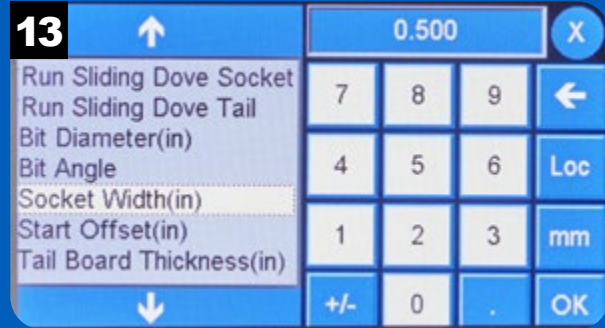 13
0.500
X
Run Sliding Dove Socket
Run Sliding Dove Tail
Bit Diameter(in)
Bit Angle
Socket Width(in)
Start Offset(in)
Tail Board Thickness(in)
7 8 9
4 5 6 Loc
1 2 3 mm
+/- 0 . OK